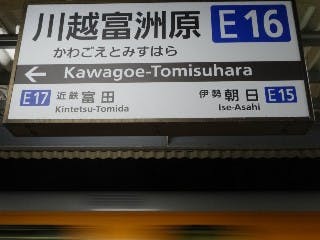 川越富洲原 E16
かわごえとみすはら
← Kawagoe-Tomisuhara
E17 近鉄富田 伊勢朝日 E15
Kintetsu-Tomida Ise-Asahi